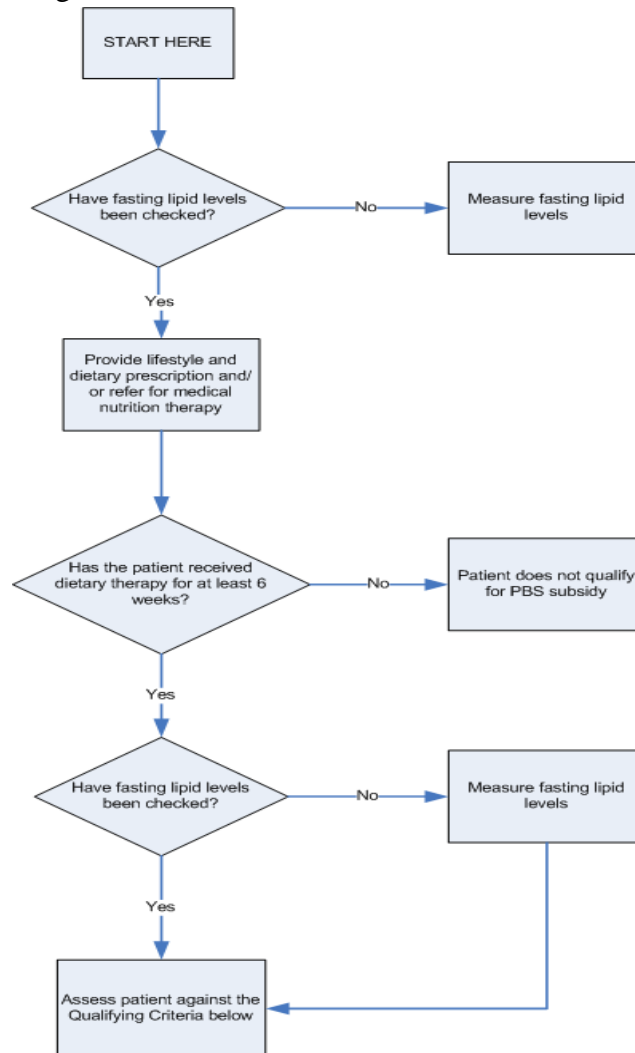 START HERE
Have fasting lipid levels
been checked?
No
Measure fasting lipid
levels
Yes
Provide lifestyle and
dietary prescription and/
or refer for medical
nutrition therapy
Has the patient received
dietary therapy for at least 6
weeks?
No
Patient does not qualify
for PBS subsidy
Yes
Have fasting lipid levels
been checked?
No
Measure fasting lipid
levels
Yes
Assess patient against the
Qualifying Criteria below